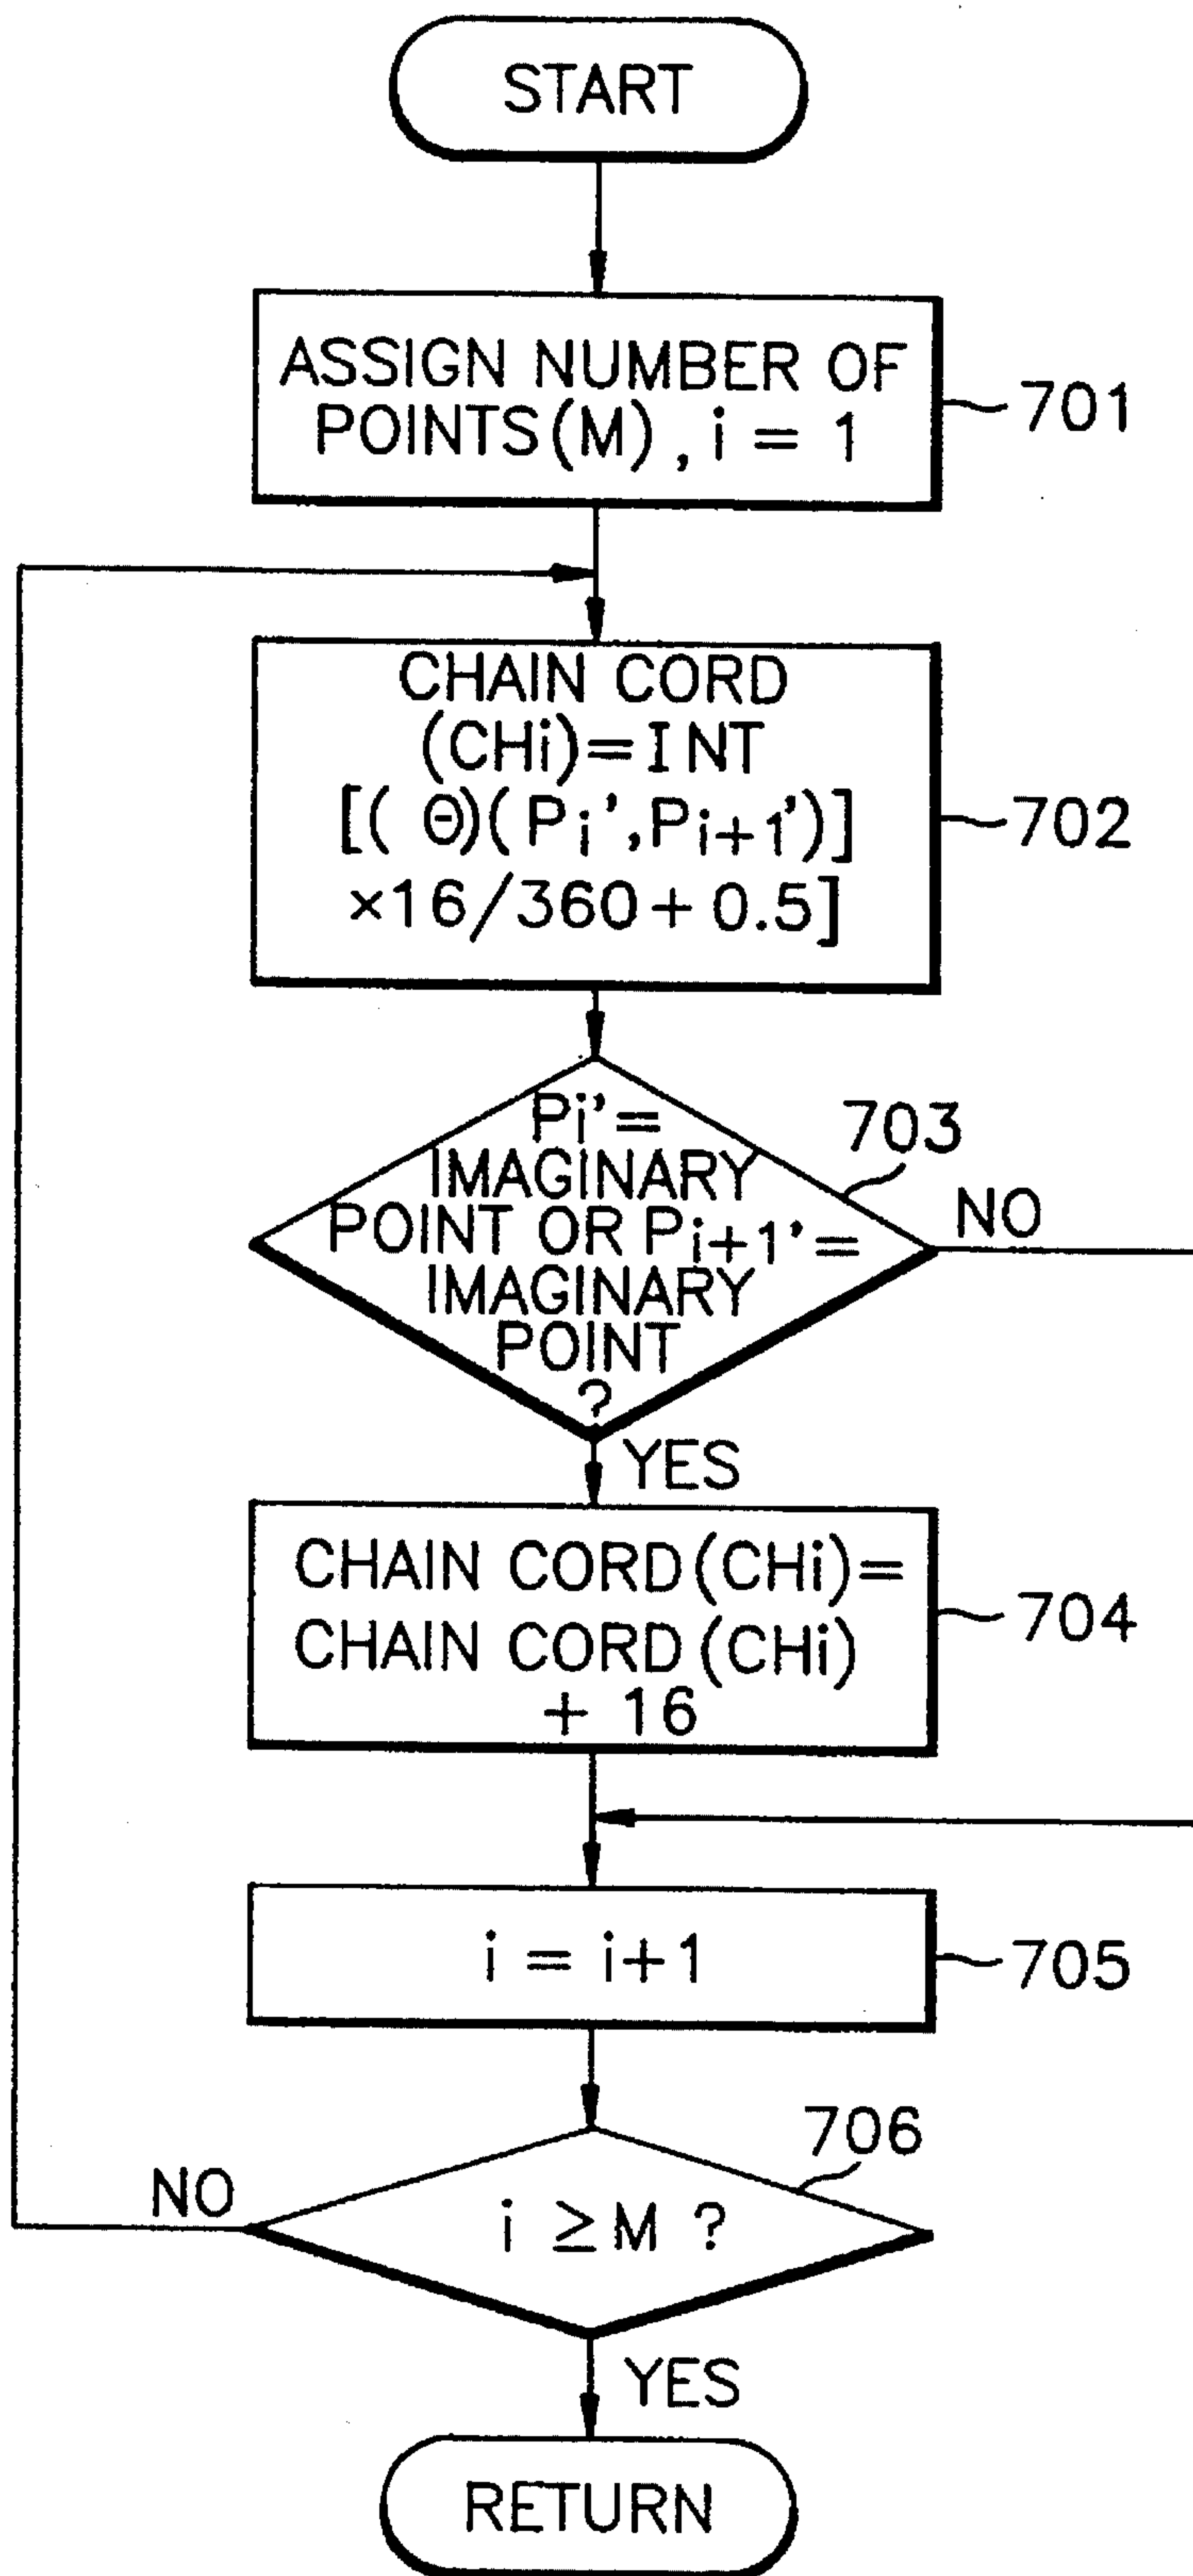 START
ASSIGN NUMBER OF
POINTS(M), i = 1
701
CHAIN CORD
(CHi)=INT
[( Θ)(Pi',Pi+1')]
×16/360+0.5]
702
Pi'=
IMAGINARY
POINT OR Pi+1'=
IMAGINARY
POINT
?
703
NO
YES
CHAIN CORD(CHi)=
CHAIN CORD(CHi)
+ 16
704
i = i+1
705
706
NO
i ≥M ?
YES
RETURN